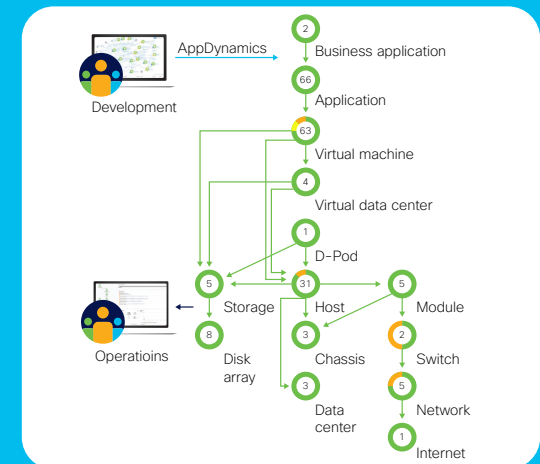 2
AppDynamics
Business application
66
Development
Application
63
Virtual machine
4
Virtual data center
1
D-Pod
5
31
5
Storage
Host
Module
8
3
2
Operatioins
Disk
array
Chassis
Switch
3
5
Data
center
Network
1
Internet